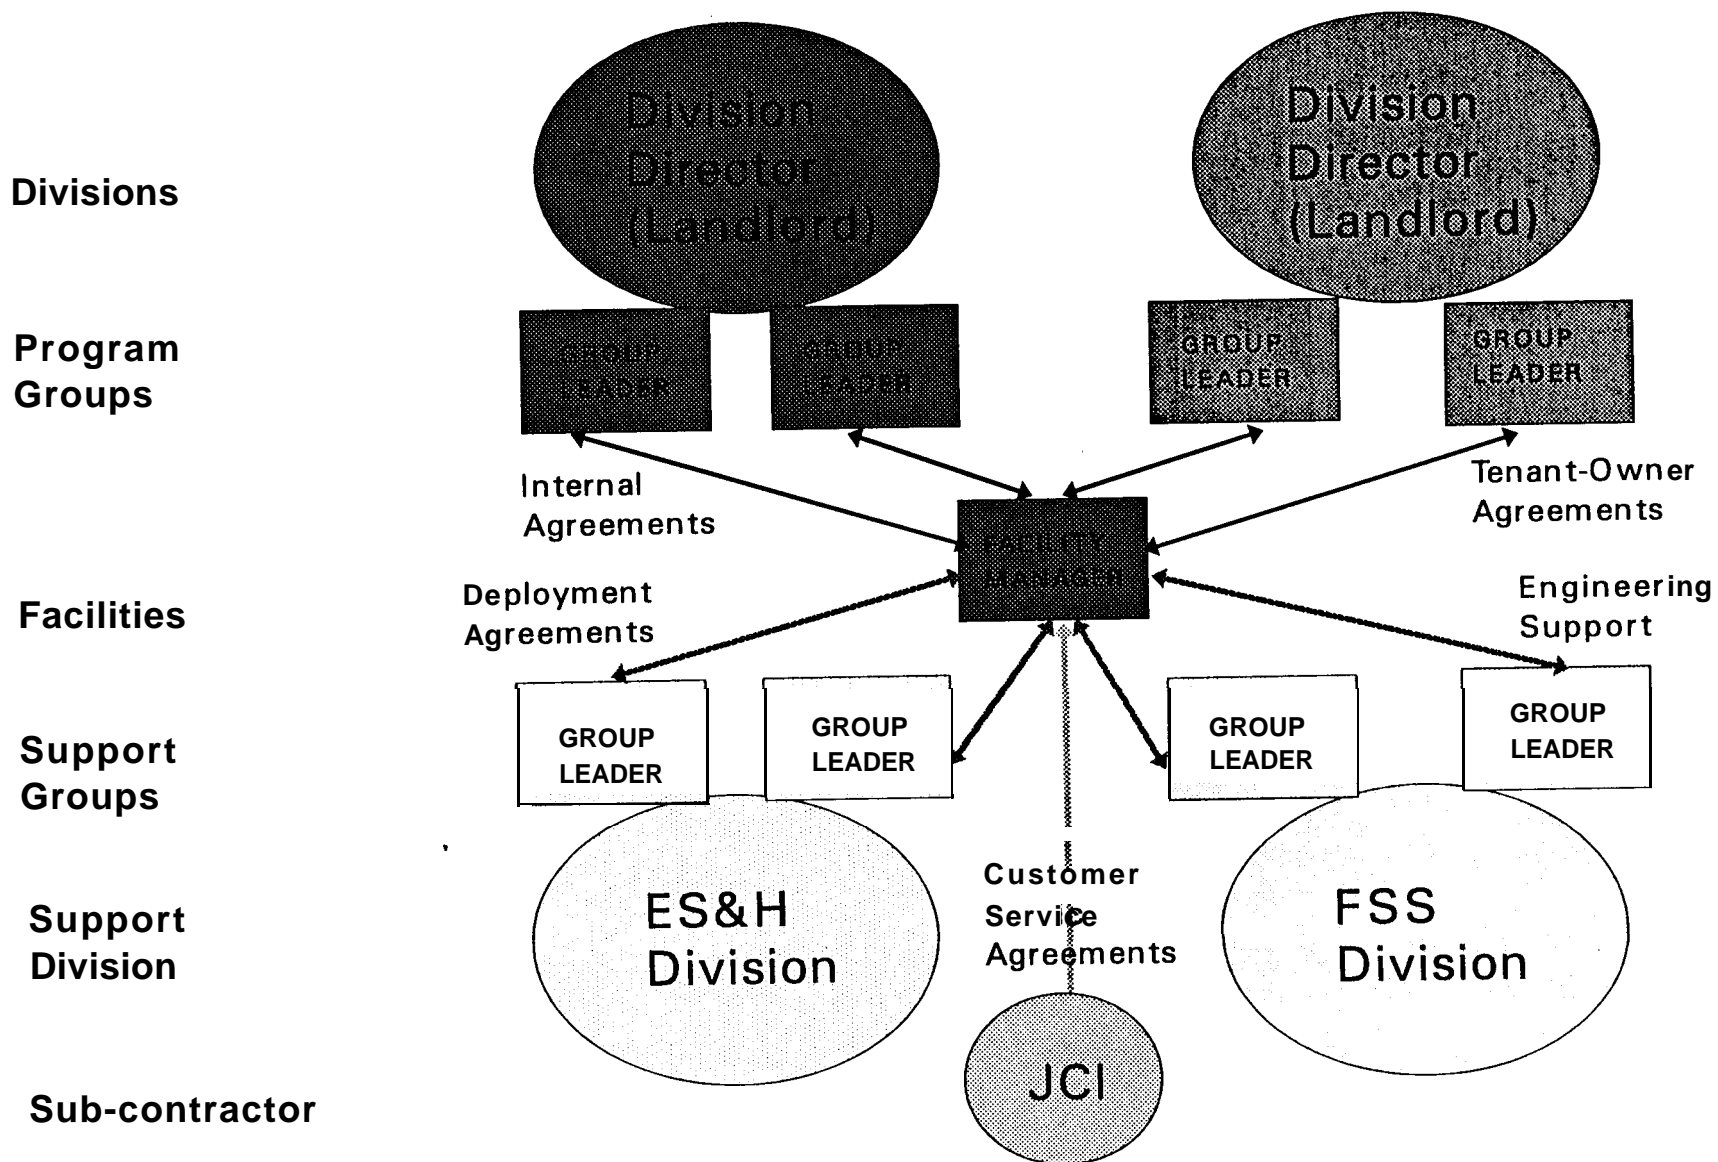 Divisions
Division
Director
(Landlord)
Division
Director
(Landlord)
Program
Groups
GROUP
LEADER
GROUP
LEADER
GROUP
LEADER
GROUP
LEADER
Internal
Agreements
Tenant-Owner
Agreements
Facilities
FACILITY
MANAGER
Deployment
Agreements
Engineering
Support
Support
Groups
GROUP
LEADER
GROUP
LEADER
GROUP
LEADER
GROUP
LEADER
Support
Division
ES&H
Division
Customer
Service
Agreements
FSS
Division
Sub-contractor
JCI